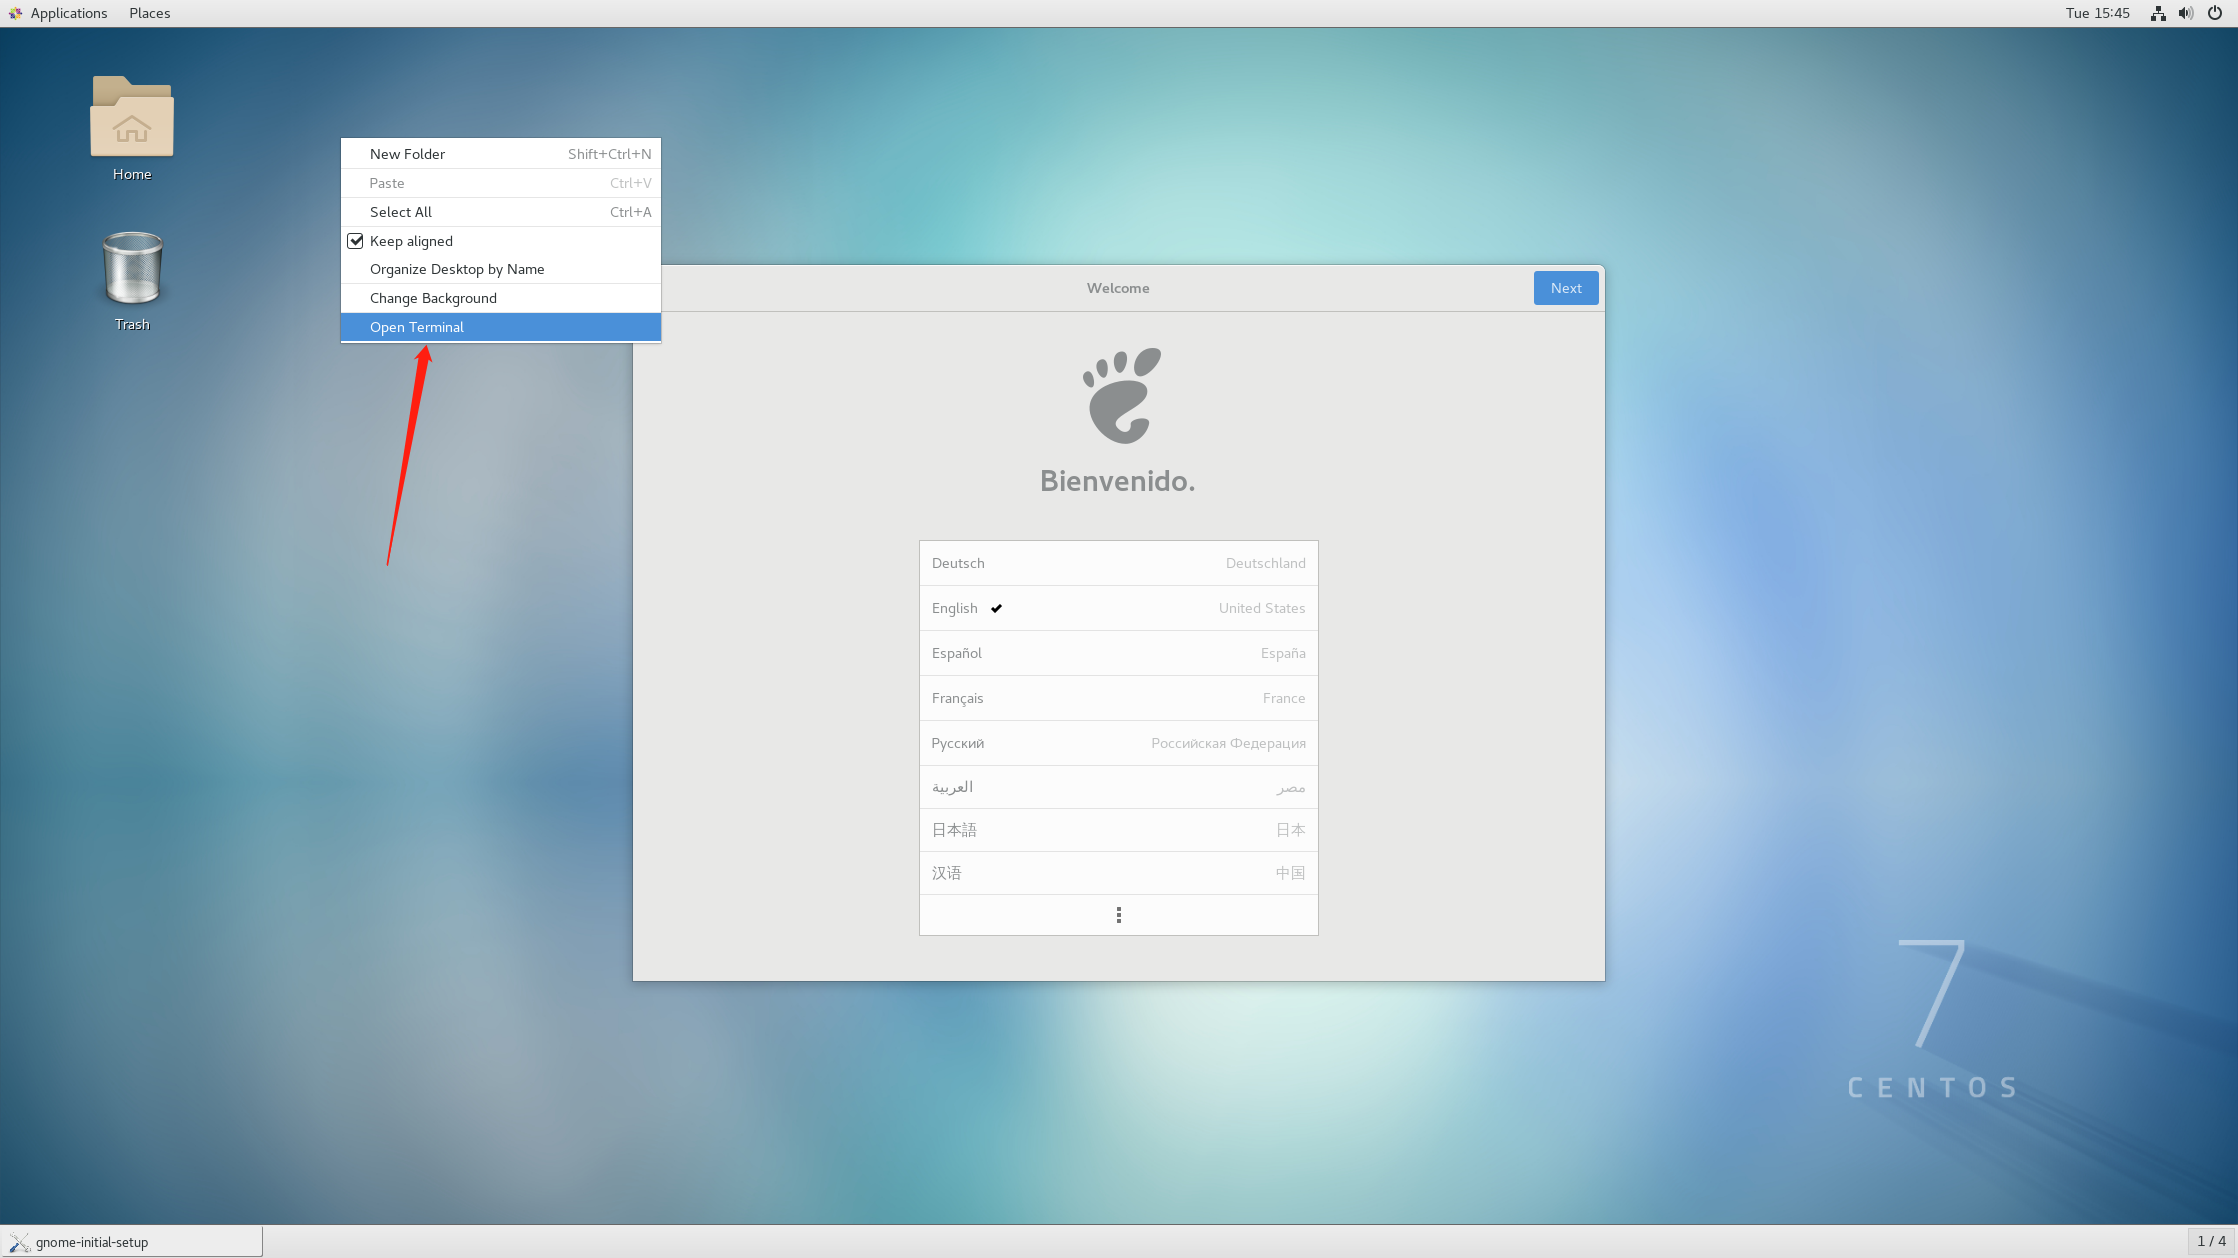 Applications Places Tue 15:45
Home
Trash
New Folder Shift+Ctrl+N
Paste Ctrl+V
Select All Ctrl+A
Keep aligned
Organize Desktop by Name
Change Background
Open Terminal
Welcome Next
Bienvenido.
Deutsch Deutschland
English United States
Español España
Français France
Русский Российская Федерация
العربية مصر
日本語 日本
汉语 中国
7
CENTOS
gnome-initial-setup 1 / 4